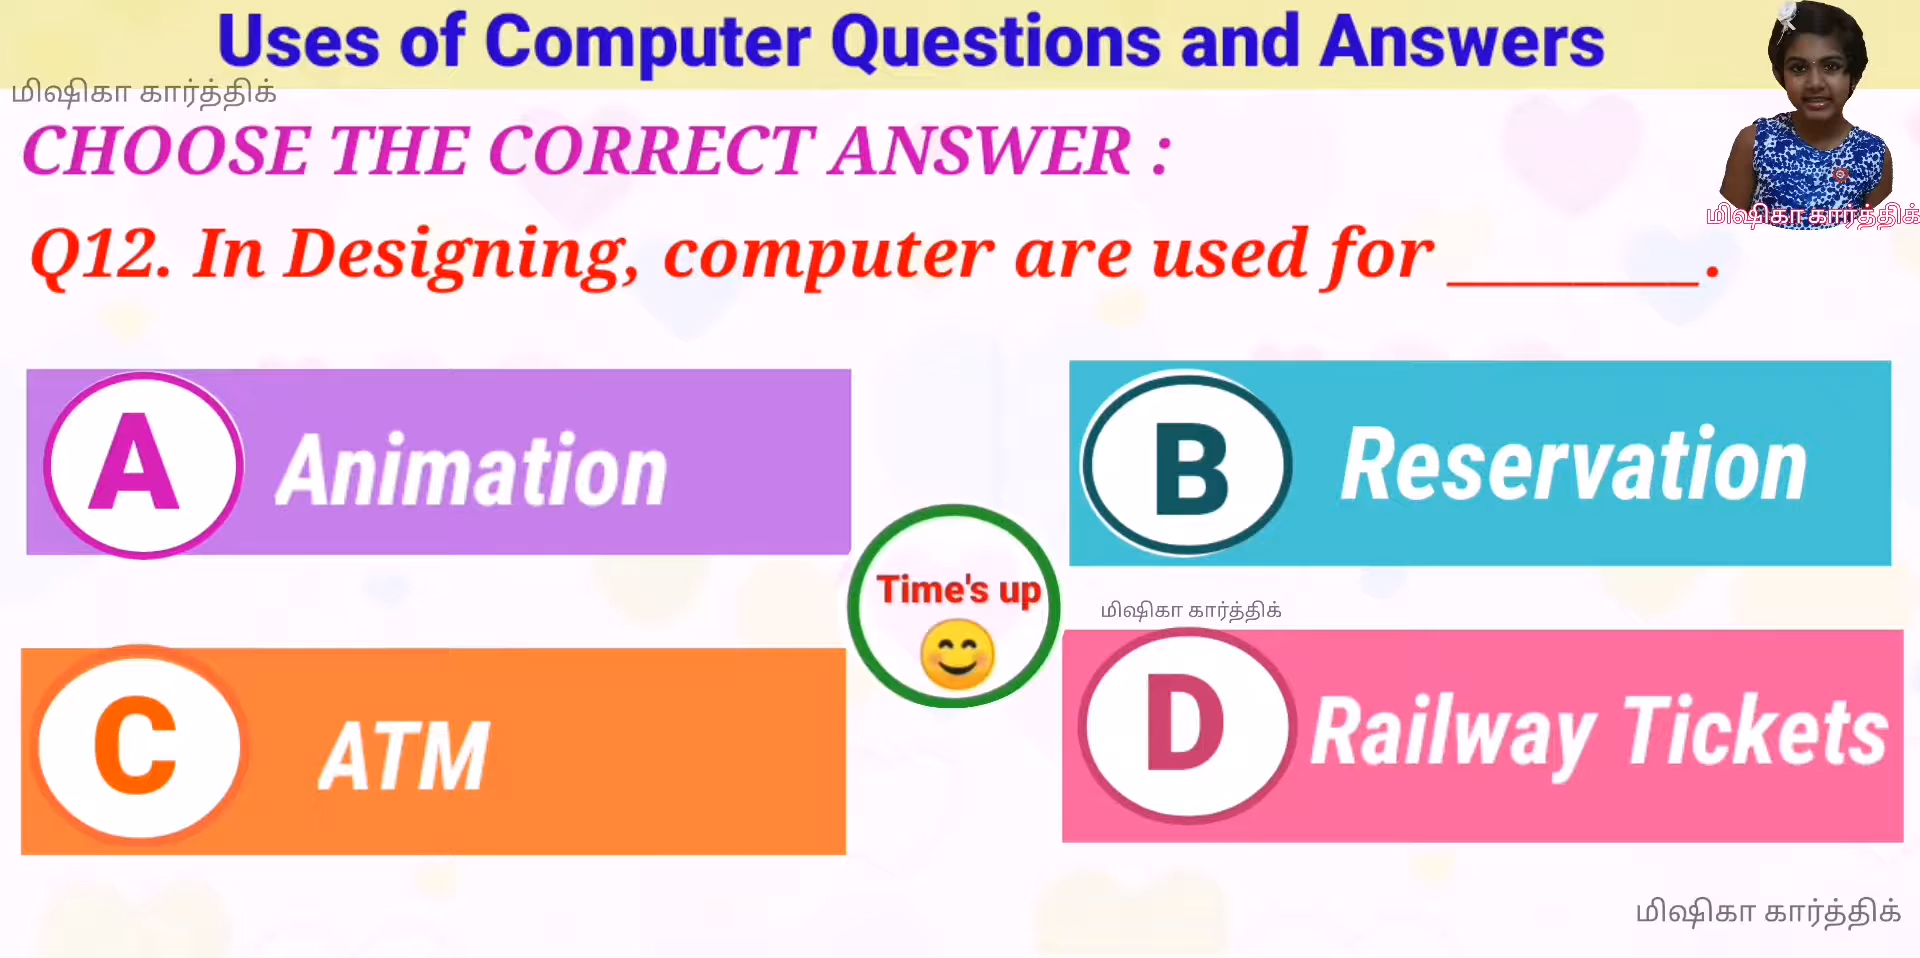 Uses of Computer Questions and Answers
மிஷிகா கார்த்திக்
CHOOSE THE CORRECT ANSWER :
மிஷிகா கார்த்திக்
Q12. In Designing, computer are used for ________.
A Animation
B Reservation
Time's up
மிஷிகா கார்த்திக்
C ATM
D Railway Tickets
மிஷிகா கார்த்திக்